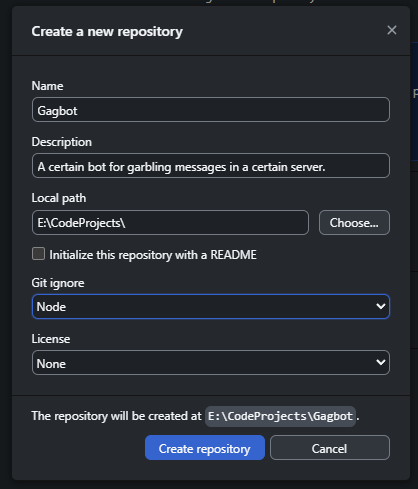 Create a new repository
Name
Gagbot
Description
A certain bot for garbling messages in a certain server.
Local path
E:\CodeProjects\
Choose...
Initialize this repository with a README
Git ignore
Node
License
None
The repository will be created at E:\CodeProjects\Gagbot.
Create repository
Cancel